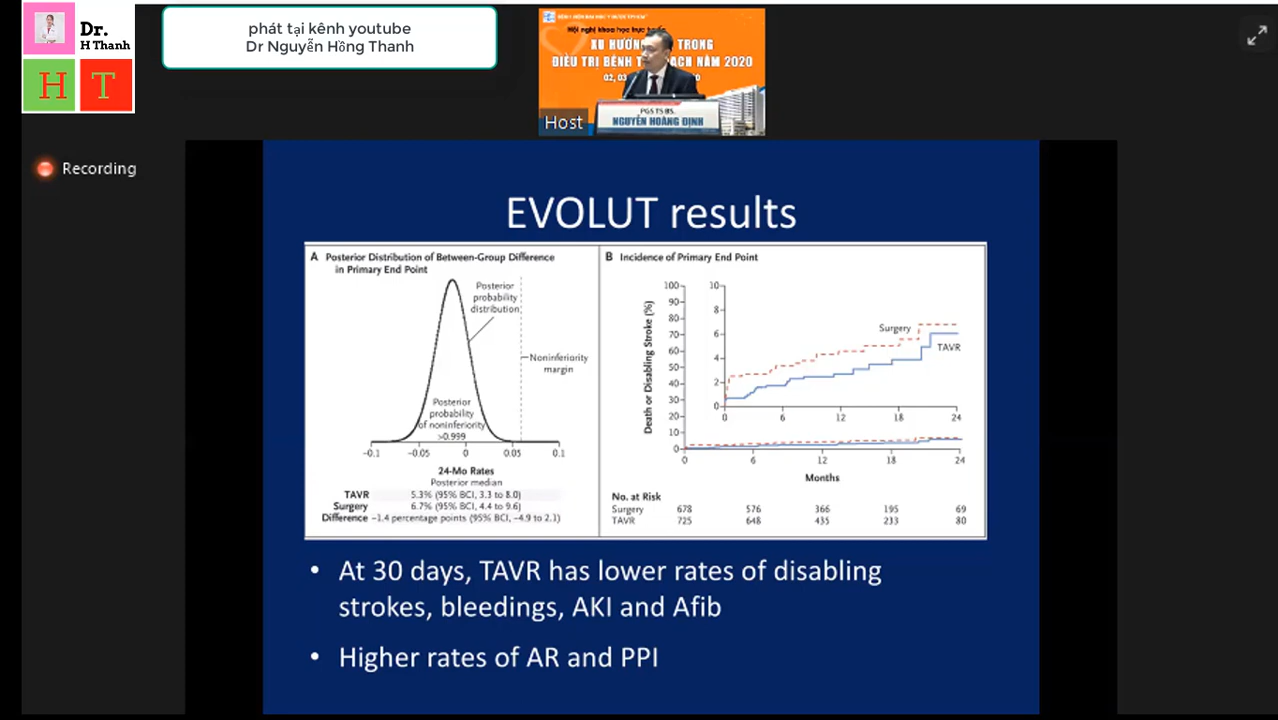 Dr.
H Thanh
H T
phát tại kênh youtube
Dr Nguyễn Hồng Thanh
Hội nghị khoa học trực tuyến
XU HƯỚNG TRONG
ĐIỀU TRỊ BỆNH NĂM 2020
PGS TS BS.
NGUYỄN HOÀNG ĐỊNH
Host
Recording
EVOLUT results
A Posterior Distribution of Between-Group Difference
in Primary End Point
Posterior
probability
distribution
Noninferiority
margin
Posterior
probability
of noninferiority
>0.999
−0.1 −0.05 0 0.05 0.1
24-Mo Rates
Posterior median
TAVR 5.3% (95% BCI, 3.3 to 8.0)
Surgery 6.7% (95% BCI, 4.4 to 9.6)
Difference −1.4 percentage points (95% BCI, −4.9 to 2.1)
B Incidence of Primary End Point
Death or Disabling Stroke (%)
100
90
80
70
60
50
40
30
20
10
0
10
8
6
4
2
0
Surgery
TAVR
0 6 12 18 24
0 6 12 18 24
Months
No. at Risk
Surgery 678 576 366 195 69
TAVR 725 648 435 233 80
• At 30 days, TAVR has lower rates of disabling
strokes, bleedings, AKI and Afib
• Higher rates of AR and PPI